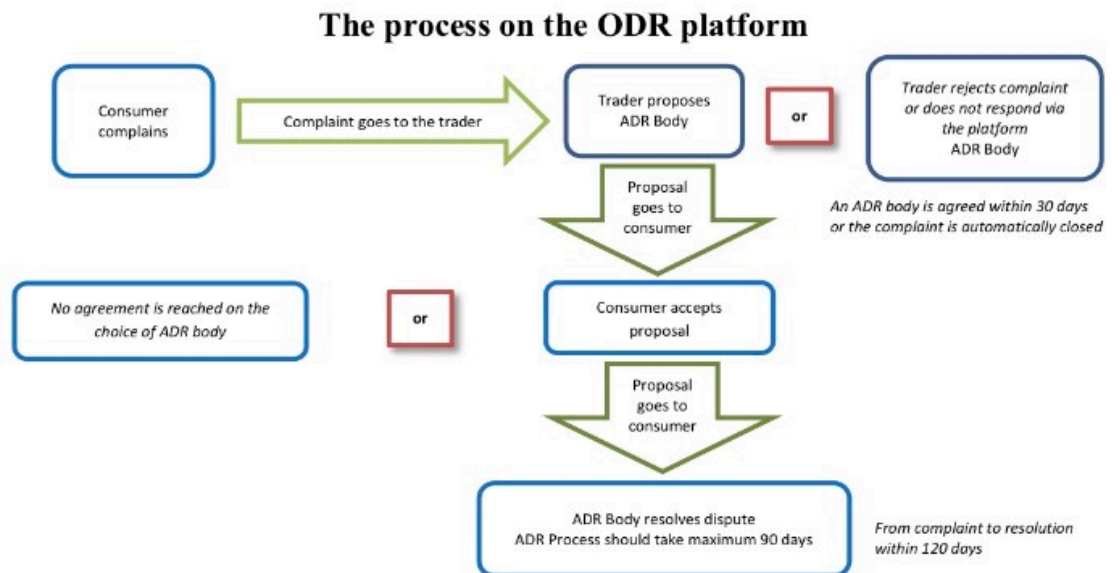 The process on the ODR platform
Consumer
complains
Complaint goes to the trader
Trader proposes
ADR Body
or
Trader rejects complaint
or does not respond via
the platform
ADR Body
Proposal
goes to
consumer
An ADR body is agreed within 30 days
or the complaint is automatically closed
No agreement is reached on the
choice of ADR body
or
Consumer accepts
proposal
Proposal
goes to
consumer
ADR Body resolves dispute
ADR Process should take maximum 90 days
From complaint to resolution
within 120 days